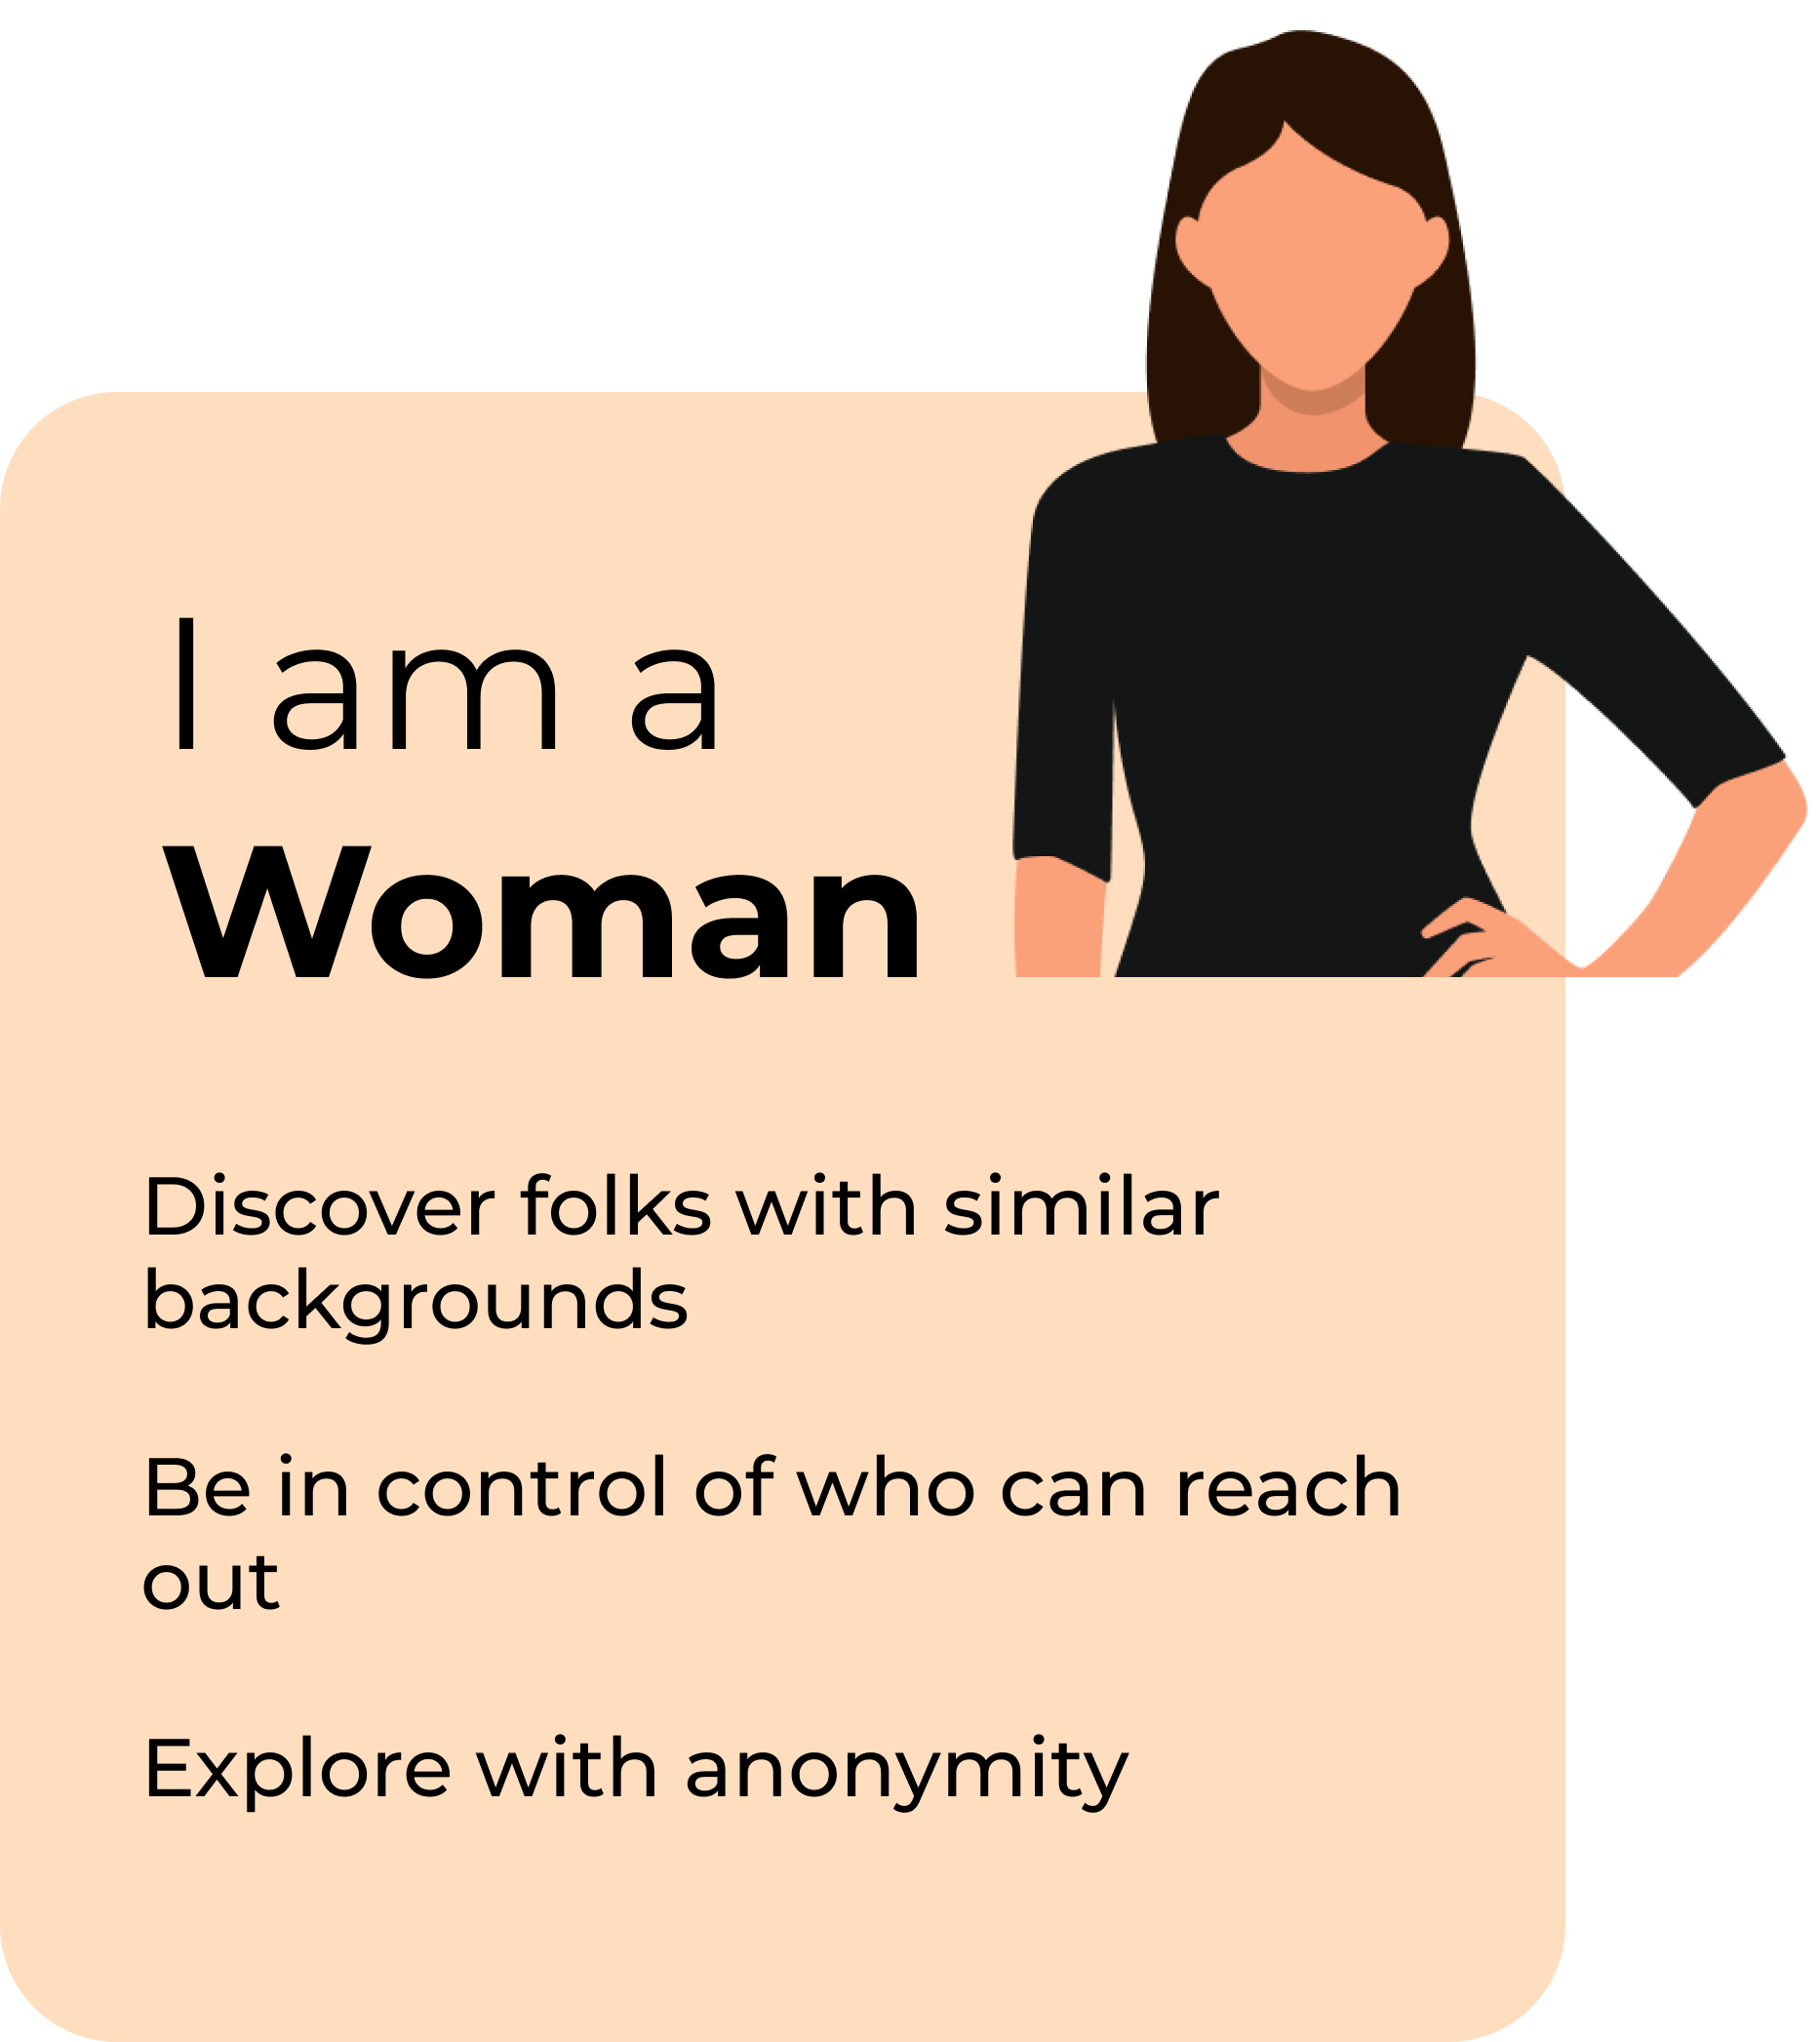 I am a
Woman
Discover folks with similar
backgrounds
Be in control of who can reach
out
Explore with anonymity